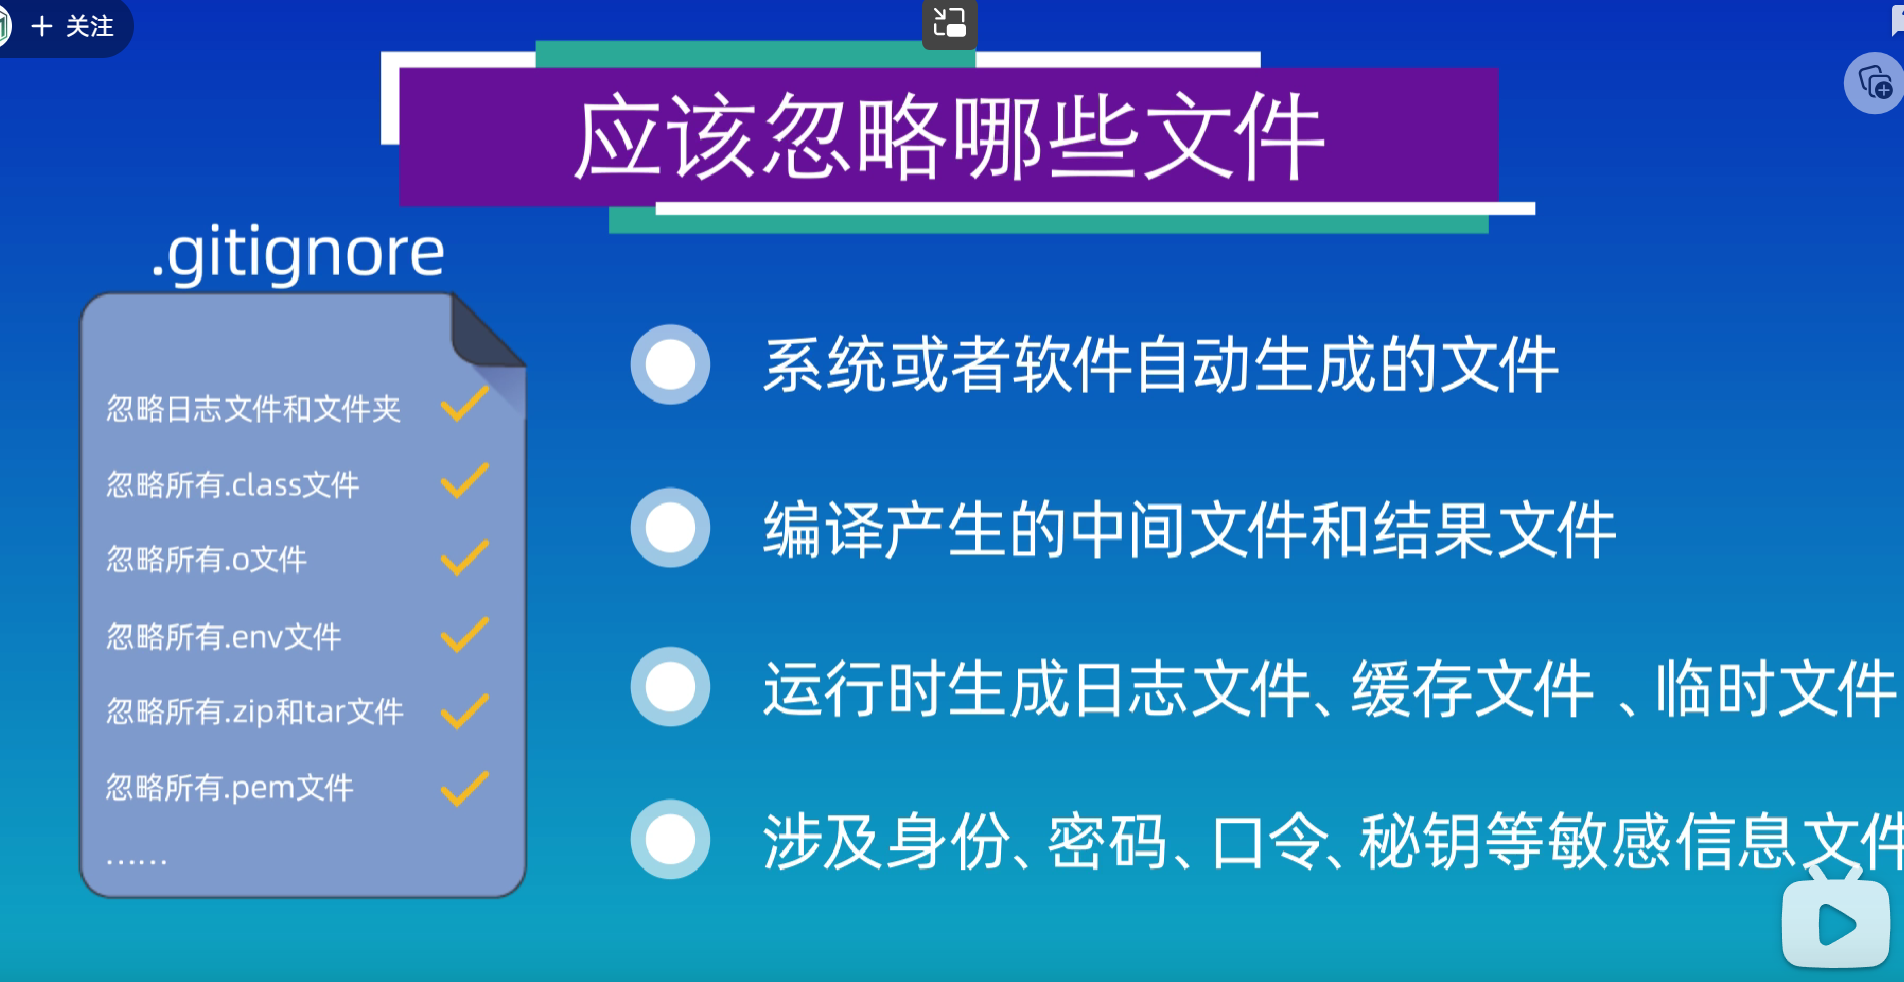 + 关注
应该忽略哪些文件
.gitignore
忽略日志文件和文件夹
忽略所有.class文件
忽略所有.o文件
忽略所有.env文件
忽略所有.zip和tar文件
忽略所有.pem文件
......
系统或者软件自动生成的文件
编译产生的中间文件和结果文件
运行时生成日志文件、缓存文件 、临时文件
涉及身份、密码、口令、秘钥等敏感信息文件